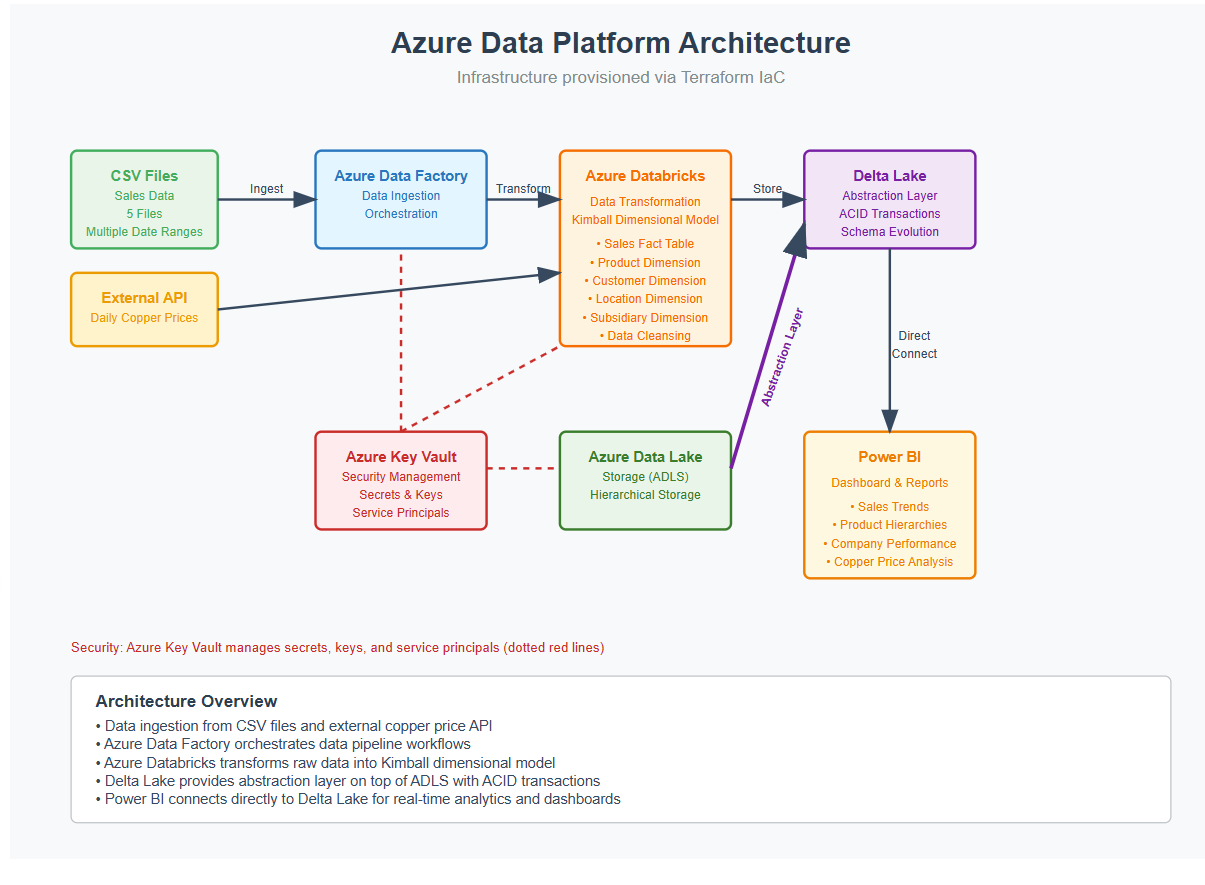 Azure Data Platform Architecture
Infrastructure provisioned via Terraform IaC
CSV Files
Sales Data
5 Files
Multiple Date Ranges
Ingest
Azure Data Factory
Data Ingestion
Orchestration
Transform
Azure Databricks
Data Transformation
Kimball Dimensional Model
• Sales Fact Table
• Product Dimension
• Customer Dimension
• Location Dimension
• Subsidiary Dimension
• Data Cleansing
Store
Delta Lake
Abstraction Layer
ACID Transactions
Schema Evolution
External API
Daily Copper Prices
Abstraction Layer
Direct
Connect
Azure Key Vault
Security Management
Secrets & Keys
Service Principals
Azure Data Lake
Storage (ADLS)
Hierarchical Storage
Power BI
Dashboard & Reports
• Sales Trends
• Product Hierarchies
• Company Performance
• Copper Price Analysis
Security: Azure Key Vault manages secrets, keys, and service principals (dotted red lines)
Architecture Overview
• Data ingestion from CSV files and external copper price API
• Azure Data Factory orchestrates data pipeline workflows
• Azure Databricks transforms raw data into Kimball dimensional model
• Delta Lake provides abstraction layer on top of ADLS with ACID transactions
• Power BI connects directly to Delta Lake for real-time analytics and dashboards